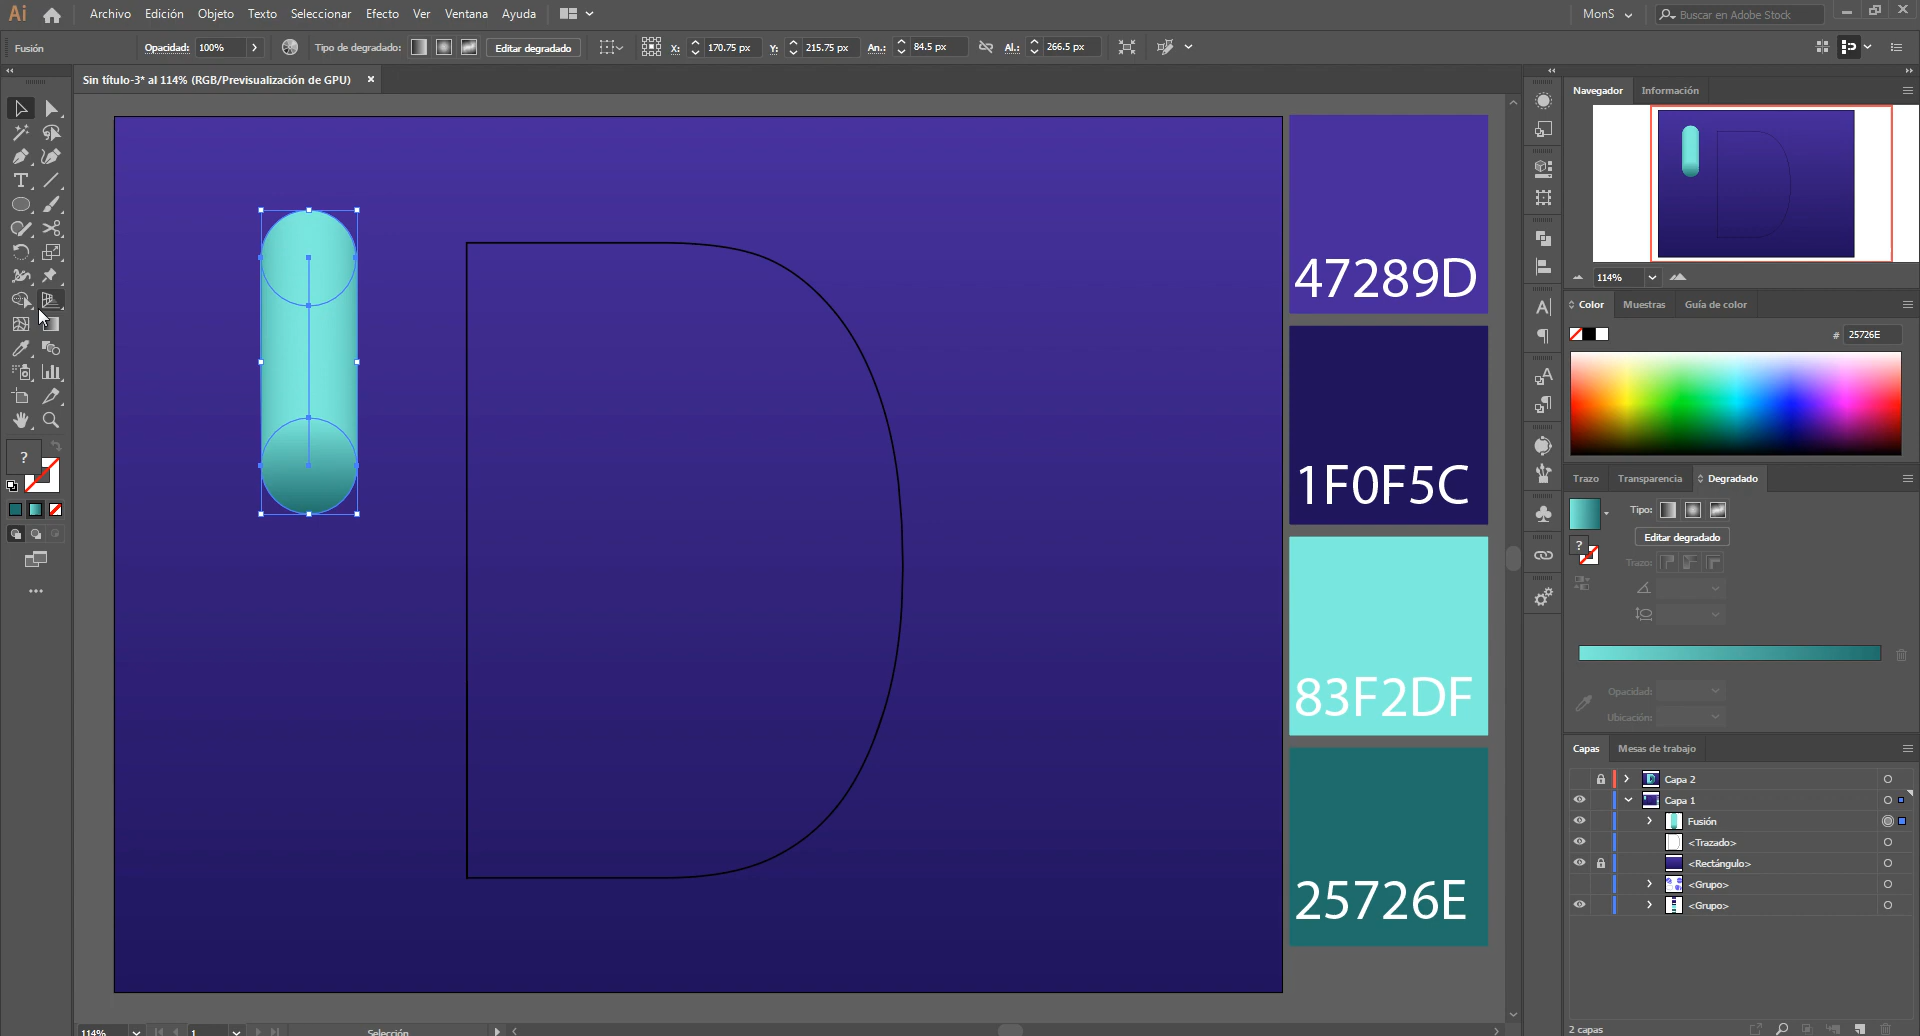 Ai Archivo Edición Objeto Texto Seleccionar Efecto Ver Ventana Ayuda MonS Buscar en Adobe Stock
Fusión Opacidad: 100% Tipo de degradado: Editar degradado X: 170.75 px Y: 215.75 px An.: 84.5 px Al.: 266.5 px
Sin título-3* al 114% (RGB/Previsualización de GPU)
47289D
1F0F5C
83F2DF
25726E
Navegador Información
114%
Color Muestras Guía de color
# 25726E
Trazo Transparencia Degradado
Tipo:
Editar degradado
Trazo:
Opacidad:
Ubicación:
Capas Mesas de trabajo
Capa 2
Capa 1
Fusión
<Trazado>
<Rectángulo>
<Grupo>
<Grupo>
2 capas
114% 1 Selección